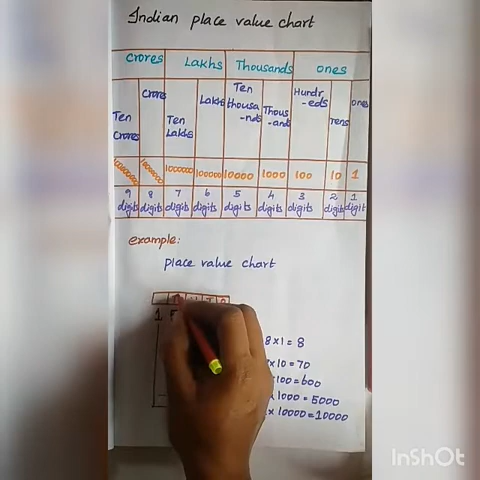 Indian place value chart
crores Lakhs Thousands ones
Ten crores crores Ten Lakhs Lakhs Ten thousa-nds Thous-ands Hundr-eds Tens ones
100000 10000 1000 100 10 1
9 digits 8 digits 7 digits 6 digits 5 digits 4 digits 3 digits 2 digits 1 digit
example:
place value chart
T O
1 5
8 x 1 = 8
x 10 = 70
x 100 = 600
x 1000 = 5000
x 10000 = 10000
InShOt